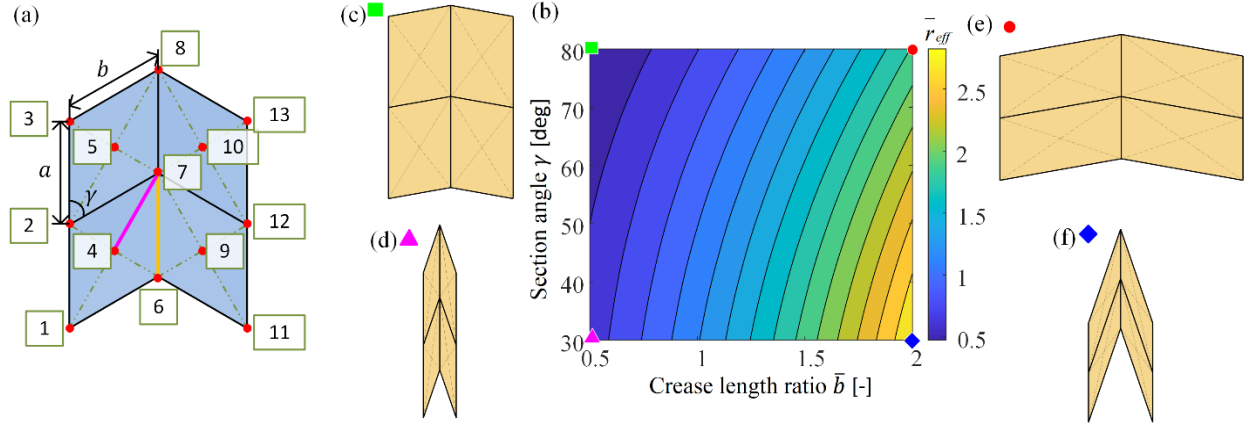 (a)
b
8
3
13
5
10
a
7
γ
2
12
4
9
6
1
11
(c)
(d)
(b)
Section angle γ [deg]
80
70
60
50
40
30
0.5
1
1.5
2
Crease length ratio b̄ [-]
r̄eff
2.5
2
1.5
1
0.5
(e)
(f)